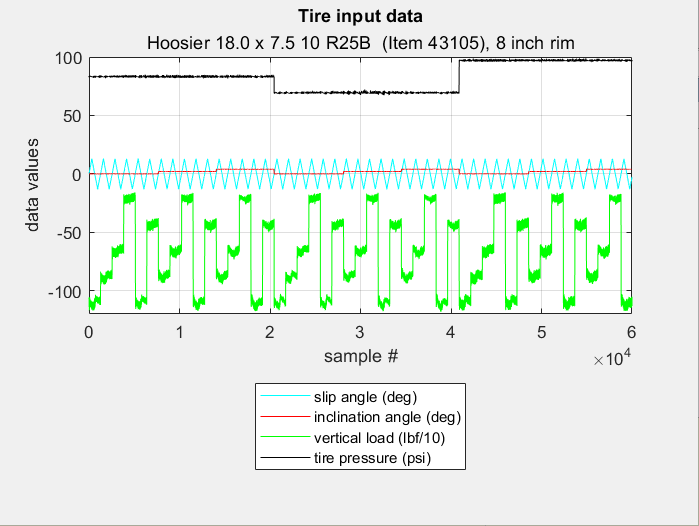 Tire input data
Hoosier 18.0 x 7.5 10 R25B (Item 43105), 8 inch rim
100
50
0
-50
-100
data values
0 1 2 3 4 5 6
sample #
×10^4
slip angle (deg)
inclination angle (deg)
vertical load (lbf/10)
tire pressure (psi)